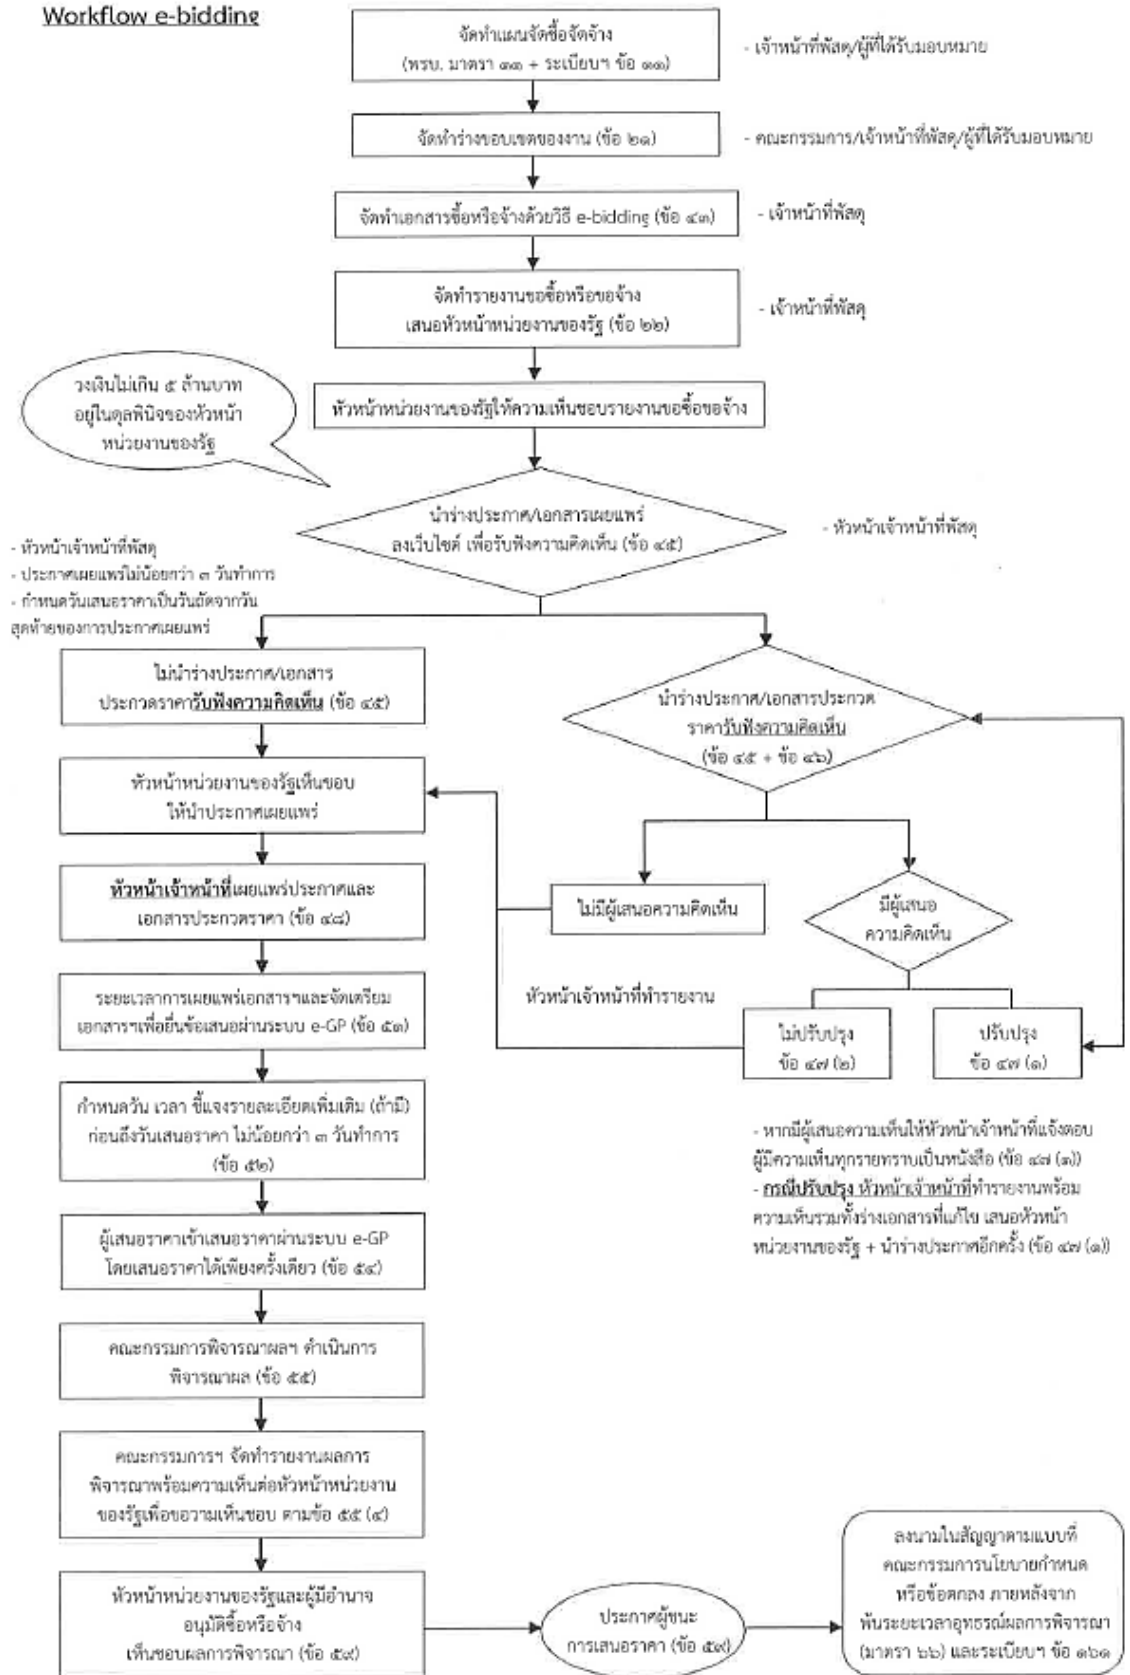 Workflow e-bidding
จัดทำแผนจัดซื้อจัดจ้าง
(พรบ. มาตรา ๑๑ + ระเบียบฯ ข้อ ๑๑)
- เจ้าหน้าที่พัสดุ/ผู้ที่ได้รับมอบหมาย
จัดทำร่างขอบเขตของงาน (ข้อ ๒๑)
- คณะกรรมการ/เจ้าหน้าที่พัสดุ/ผู้ที่ได้รับมอบหมาย
จัดทำเอกสารซื้อหรือจ้างด้วยวิธี e-bidding (ข้อ ๔๓)
- เจ้าหน้าที่พัสดุ
จัดทำรายงานขอซื้อหรือขอจ้าง
เสนอหัวหน้าหน่วยงานของรัฐ (ข้อ ๒๒)
- เจ้าหน้าที่พัสดุ
วงเงินไม่เกิน ๕ ล้านบาท
อยู่ในดุลพินิจของหัวหน้า
หน่วยงานของรัฐ
หัวหน้าหน่วยงานของรัฐให้ความเห็นชอบรายงานขอซื้อขอจ้าง
นำร่างประกาศ/เอกสารเผยแพร่
ลงเว็บไซต์ เพื่อรับฟังความคิดเห็น (ข้อ ๔๕)
- หัวหน้าเจ้าหน้าที่พัสดุ
- หัวหน้าเจ้าหน้าที่พัสดุ
- ประกาศเผยแพร่ไม่น้อยกว่า ๓ วันทำการ
- กำหนดวันเสนอราคาเป็นวันถัดจากวัน
สุดท้ายของการประกาศเผยแพร่
ไม่นำร่างประกาศ/เอกสาร
ประกวดราคารับฟังความคิดเห็น (ข้อ ๔๕)
นำร่างประกาศ/เอกสารประกวด
ราคารับฟังความคิดเห็น
(ข้อ ๔๕ + ข้อ ๔๖)
หัวหน้าหน่วยงานของรัฐเห็นชอบ
ให้นำประกาศเผยแพร่
หัวหน้าเจ้าหน้าที่เผยแพร่ประกาศและ
เอกสารประกวดราคา (ข้อ ๔๘)
ไม่มีผู้เสนอความคิดเห็น
มีผู้เสนอ
ความคิดเห็น
ระยะเวลาการเผยแพร่เอกสารฯและจัดเตรียม
เอกสารฯเพื่อยื่นข้อเสนอผ่านระบบ e-GP (ข้อ ๕๑)
หัวหน้าเจ้าหน้าที่ทำรายงาน
ไม่ปรับปรุง
ข้อ ๔๗ (๒)
ปรับปรุง
ข้อ ๔๗ (๑)
กำหนดวัน เวลา ชี้แจงรายละเอียดเพิ่มเติม (ถ้ามี)
ก่อนถึงวันเสนอราคา ไม่น้อยกว่า ๓ วันทำการ
(ข้อ ๕๒)
- หากมีผู้เสนอความเห็นให้หัวหน้าเจ้าหน้าที่แจ้งตอบ
ผู้มีความเห็นทุกรายทราบเป็นหนังสือ (ข้อ ๔๗ (๑))
- กรณีปรับปรุง หัวหน้าเจ้าหน้าที่ทำรายงานพร้อม
ความเห็นรวมทั้งร่างเอกสารที่แก้ไข เสนอหัวหน้า
หน่วยงานของรัฐ + นำร่างประกาศอีกครั้ง (ข้อ ๔๗ (๑))
ผู้เสนอราคาเข้าเสนอราคาผ่านระบบ e-GP
โดยเสนอราคาได้เพียงครั้งเดียว (ข้อ ๕๔)
คณะกรรมการพิจารณาผลฯ ดำเนินการ
พิจารณาผล (ข้อ ๕๕)
คณะกรรมการฯ จัดทำรายงานผลการ
พิจารณาพร้อมความเห็นต่อหัวหน้าหน่วยงาน
ของรัฐเพื่อขอวามเห็นชอบ ตามข้อ ๕๕ (๔)
หัวหน้าหน่วยงานของรัฐและผู้มีอำนาจ
อนุมัติซื้อหรือจ้าง
เห็นชอบผลการพิจารณา (ข้อ ๕๙)
ประกาศผู้ชนะ
การเสนอราคา (ข้อ ๕๙)
ลงนามในสัญญาตามแบบที่
คณะกรรมการนโยบายกำหนด
หรือข้อตกลง ภายหลังจาก
พ้นระยะเวลาอุทธรณ์ผลการพิจารณา
(มาตรา ๖๖) และระเบียบฯ ข้อ ๑๖๑